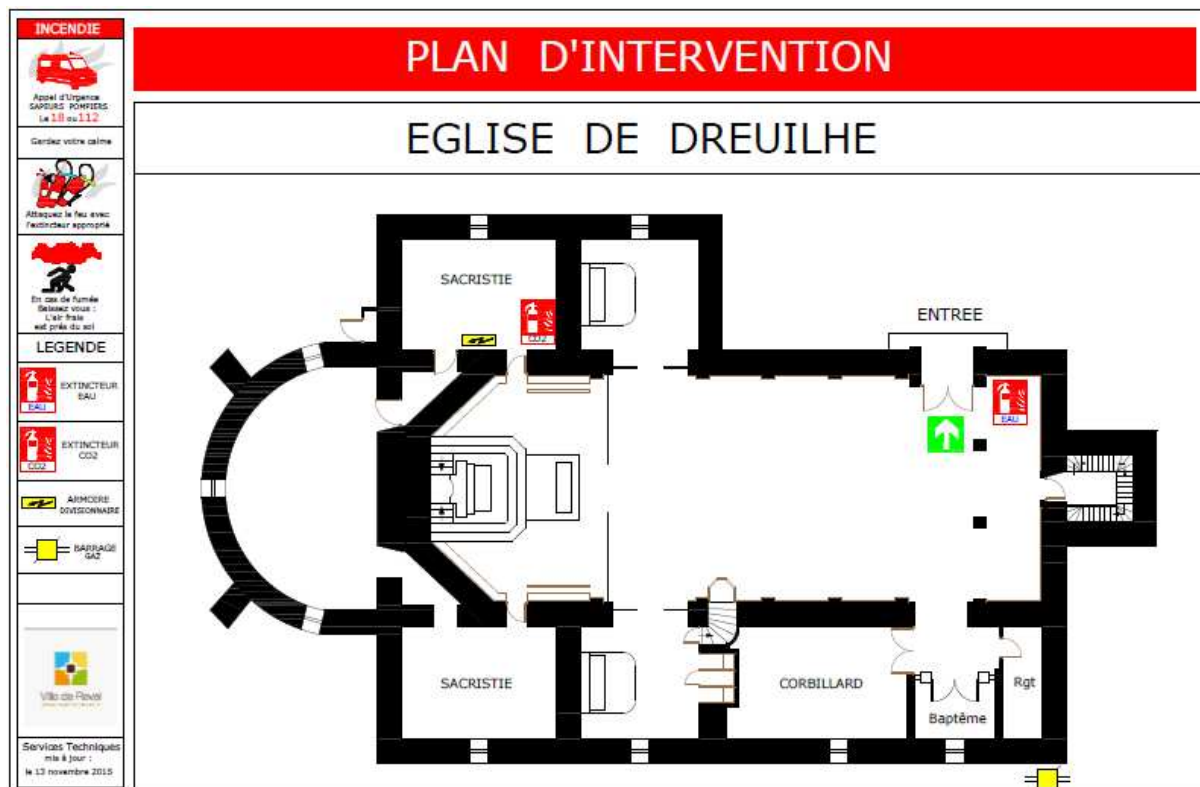 INCENDIE
Appel d'Urgence
SAPEURS POMPIERS
Le 18 ou 112
Gardez votre calme
Attaquez le feu avec
l'extincteur approprié
En cas de fumée
Baissez vous :
L'air frais
est près du sol
LEGENDE
EXTINCTEUR
EAU
EAU
EXTINCTEUR
CO2
CO2
ARMOIRE
DIVISIONNAIRE
BARRAGE
GAZ
Ville de Revel
Services Techniques
mis à jour :
le 13 novembre 2015
PLAN D'INTERVENTION
EGLISE DE DREUILHE
SACRISTIE
CO2
ENTREE
EAU
SACRISTIE
CORBILLARD
Baptême
Rgt